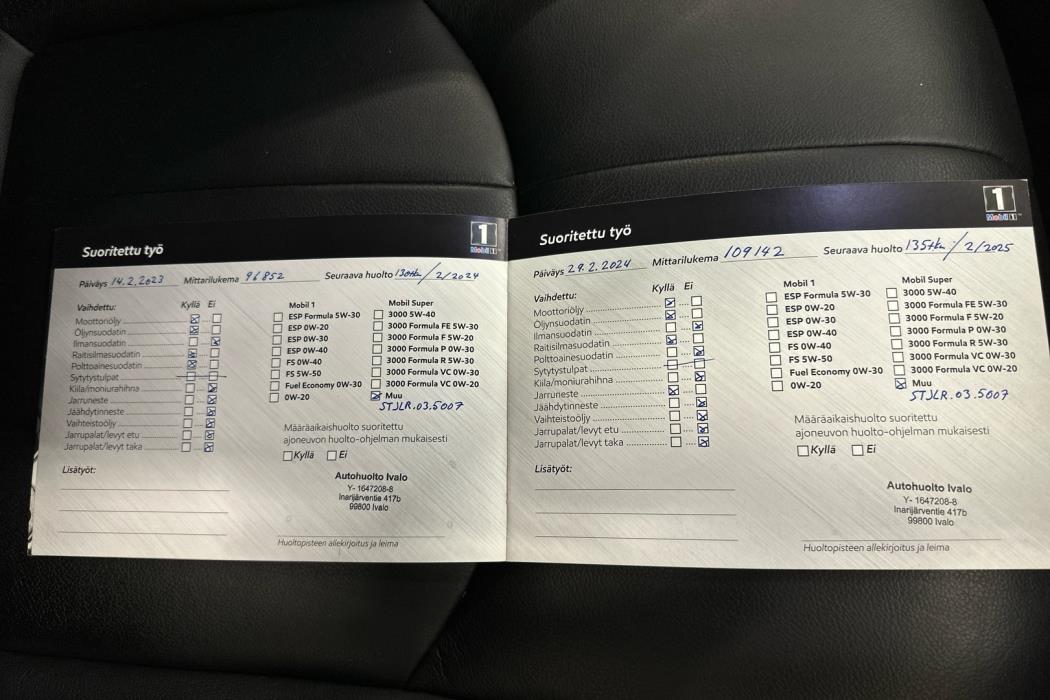 Suoritettu työ
1
Mobil 1
Päiväys 14.2.2023 Mittarilukema 96852 Seuraava huolto 130tkm/2/2024
Vaihdettu: Kyllä Ei
Moottoriöljy
Öljynsuodatin
Ilmansuodatin
Raitisilmasuodatin
Polttoainesuodatin
Sytytystulpat
Kiila/moniurahihna
Jarruneste
Jäähdytinneste
Vaihteistoöljy
Jarrupalat/levyt etu
Jarrupalat/levyt taka
Lisätyöt:
Mobil 1
ESP Formula 5W-30
ESP 0W-20
ESP 0W-30
ESP 0W-40
FS 0W-40
FS 5W-50
Fuel Economy 0W-30
0W-20
Mobil Super
3000 5W-40
3000 Formula FE 5W-30
3000 Formula F 5W-20
3000 Formula P 0W-30
3000 Formula R 5W-30
3000 Formula VC 0W-30
3000 Formula VC 0W-20
Muu
STJLR.03.5007
Määräaikaishuolto suoritettu
ajoneuvon huolto-ohjelman mukaisesti
Kyllä Ei
Autohuolto Ivalo
Y- 1647208-8
Inarijärventie 417b
99800 Ivalo
Huoltopisteen allekirjoitus ja leima
Suoritettu työ
1
Mobil 1
Päiväys 29.2.2024 Mittarilukema 109142 Seuraava huolto 135tkm/2/2025
Vaihdettu: Kyllä Ei
Moottoriöljy
Öljynsuodatin
Ilmansuodatin
Raitisilmasuodatin
Polttoainesuodatin
Sytytystulpat
Kiila/moniurahihna
Jarruneste
Jäähdytinneste
Vaihteistoöljy
Jarrupalat/levyt etu
Jarrupalat/levyt taka
Lisätyöt:
Mobil 1
ESP Formula 5W-30
ESP 0W-20
ESP 0W-30
ESP 0W-40
FS 0W-40
FS 5W-50
Fuel Economy 0W-30
0W-20
Mobil Super
3000 5W-40
3000 Formula FE 5W-30
3000 Formula F 5W-20
3000 Formula P 0W-30
3000 Formula R 5W-30
3000 Formula VC 0W-30
3000 Formula VC 0W-20
Muu
STJLR.03.5007
Määräaikaishuolto suoritettu
ajoneuvon huolto-ohjelman mukaisesti
Kyllä Ei
Autohuolto Ivalo
Y- 1647208-8
Inarijärventie 417b
99800 Ivalo
Huoltopisteen allekirjoitus ja leima